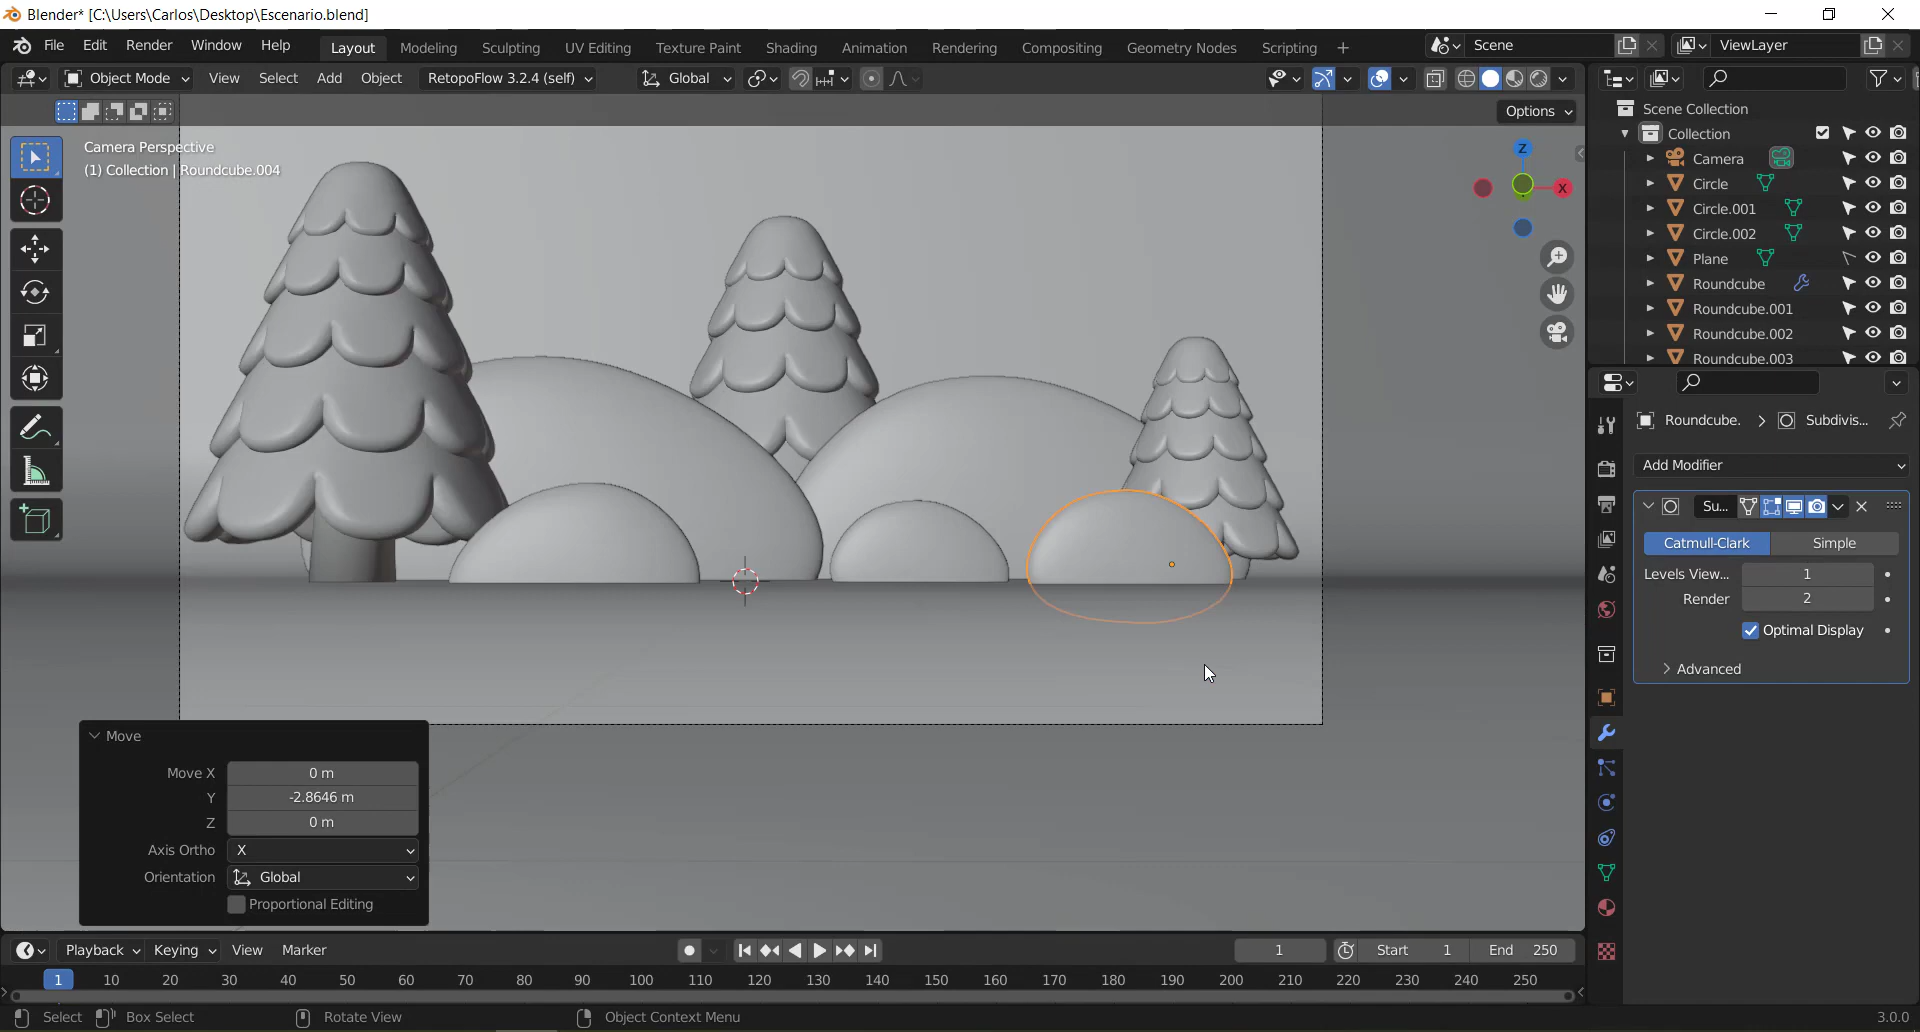 Blender* [C:\Users\Carlos\Desktop\Escenario.blend]
File Edit Render Window Help Layout Modeling Sculpting UV Editing Texture Paint Shading Animation Rendering Compositing Geometry Nodes Scripting + Scene ViewLayer
Object Mode View Select Add Object RetopoFlow 3.2.4 (self) Global
Options
Camera Perspective
(1) Collection | Roundcube.004
Z
X
Scene Collection
Collection
Camera
Circle
Circle.001
Circle.002
Plane
Roundcube
Roundcube.001
Roundcube.002
Roundcube.003
Roundcube. > Subdivis...
Add Modifier
Su...
Catmull-Clark Simple
Levels View... 1
Render 2
Optimal Display
Advanced
Move
Move X 0 m
Y -2.8646 m
Z 0 m
Axis Ortho X
Orientation Global
Proportional Editing
Playback Keying View Marker 1 Start 1 End 250
1 10 20 30 40 50 60 70 80 90 100 110 120 130 140 150 160 170 180 190 200 210 220 230 240 250
Select Box Select Rotate View Object Context Menu 3.0.0